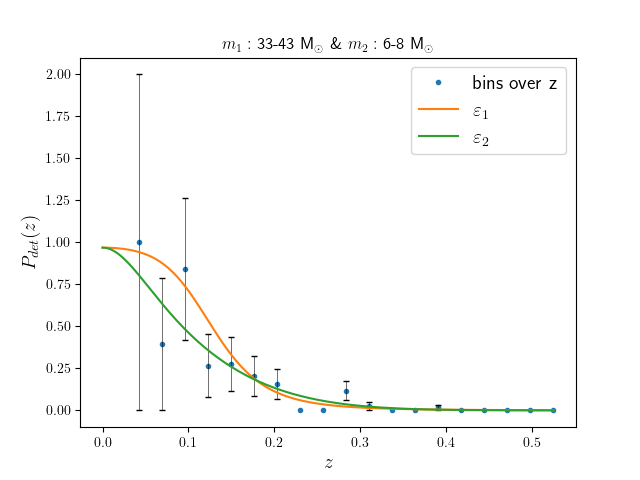 m₁ : 33-43 M⊙ & m₂ : 6-8 M⊙
2.00
1.75
1.50
1.25
1.00
0.75
0.50
0.25
0.00
P_det(z)
bins over z
ε₁
ε₂
0.0 0.1 0.2 0.3 0.4 0.5
z